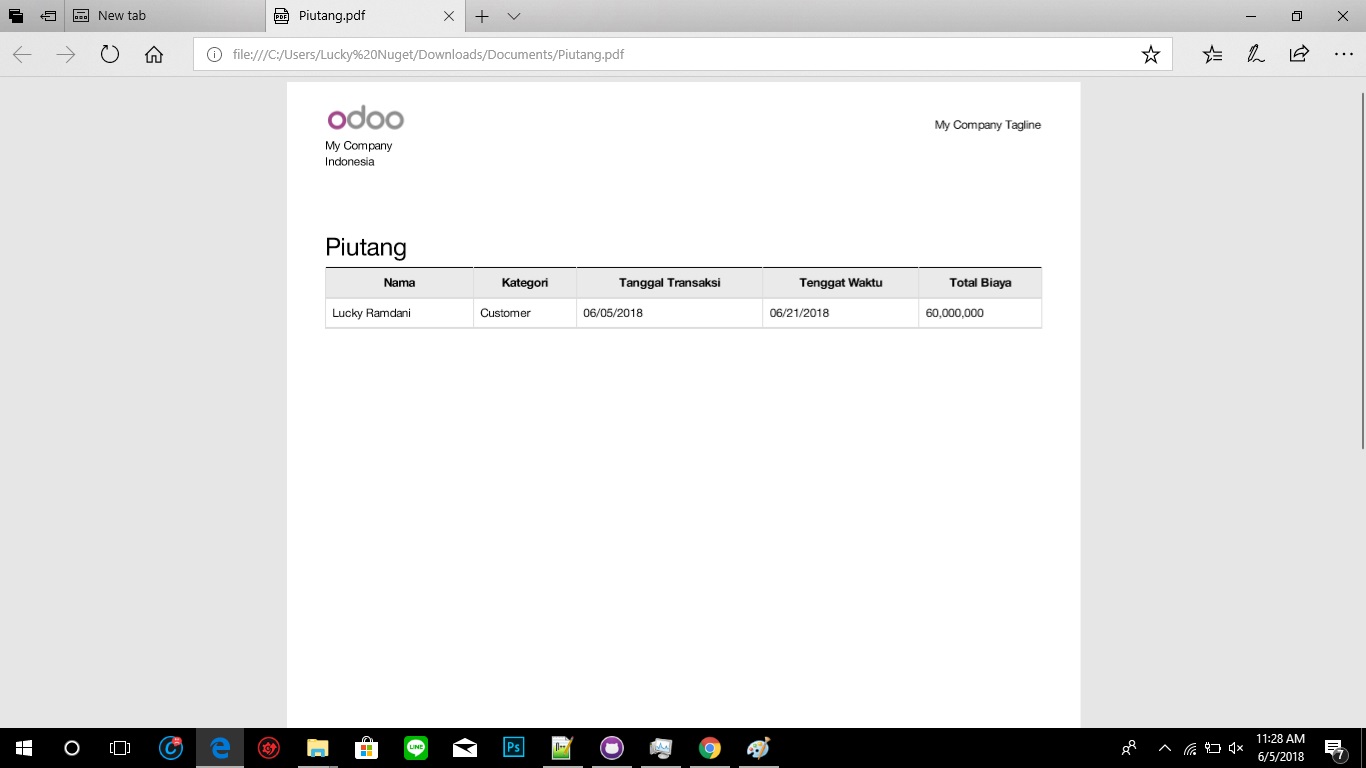 New tab
Piutang.pdf
file:///C:/Users/Lucky%20Nuget/Downloads/Documents/Piutang.pdf
odoo
My Company Tagline
My Company
Indonesia
Piutang
Nama Kategori Tanggal Transaksi Tenggat Waktu Total Biaya
Lucky Ramdani Customer 06/05/2018 06/21/2018 60,000,000
LINE
Ps
11:28 AM
6/5/2018
7